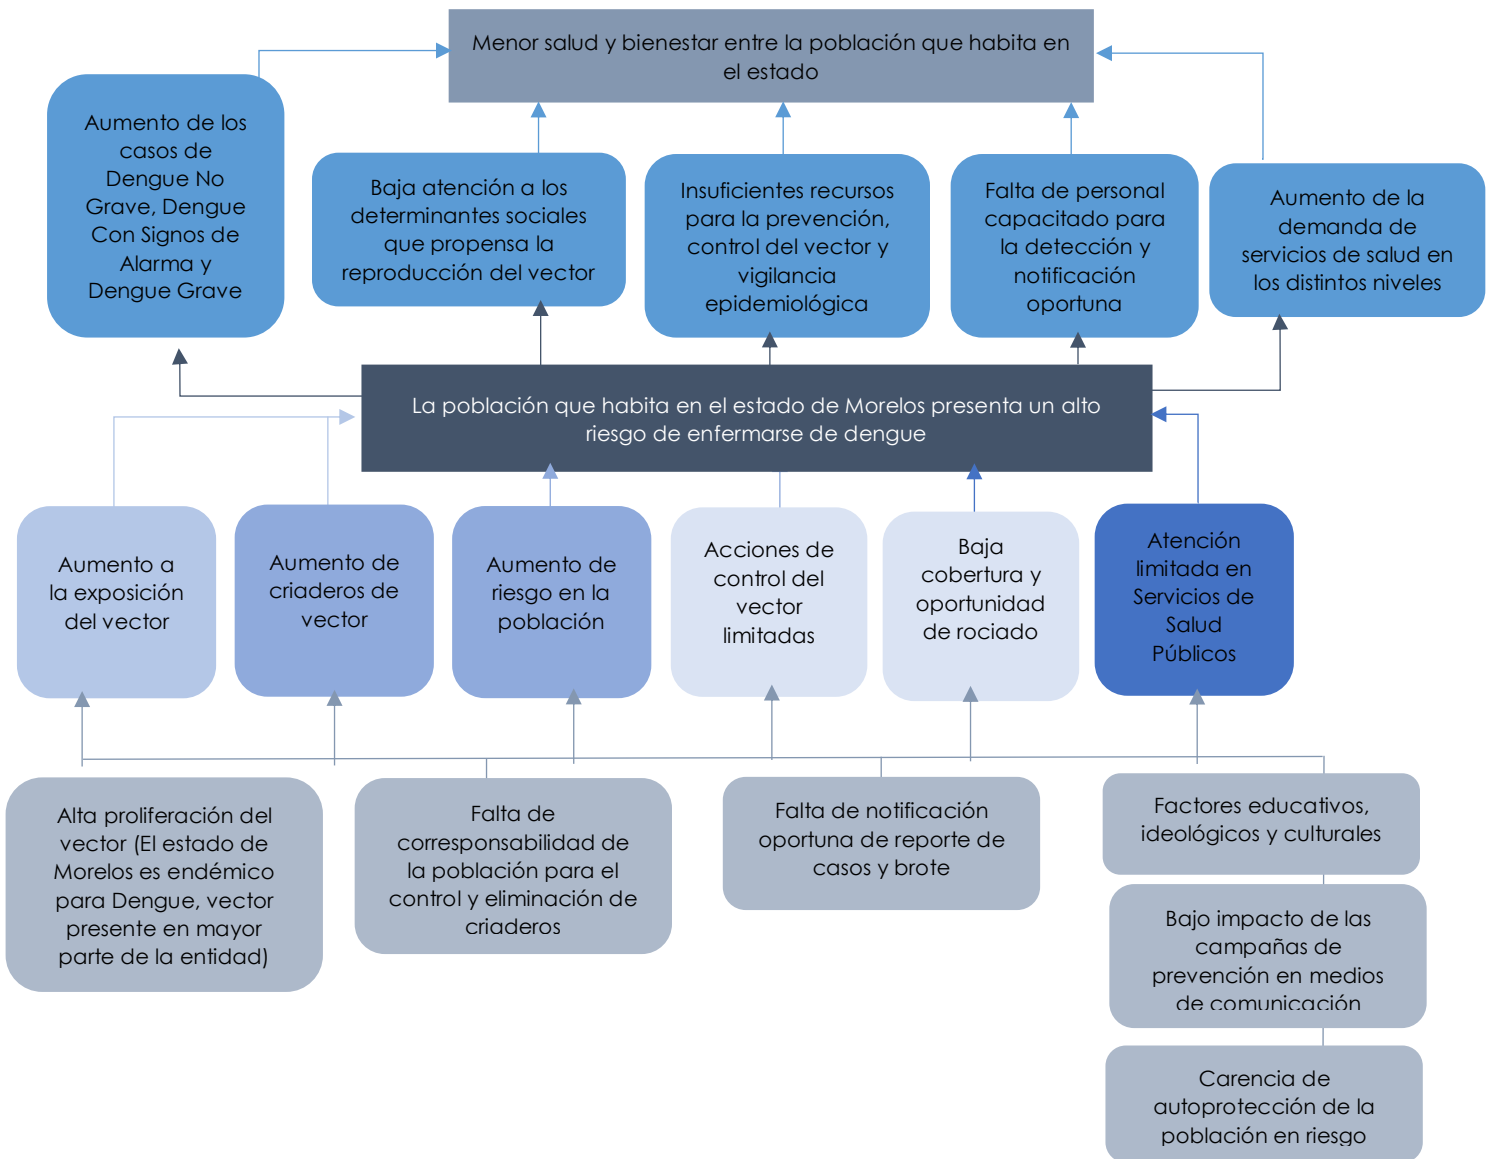 Menor salud y bienestar entre la población que habita en
el estado
Aumento de los
casos de
Dengue No
Grave, Dengue
Con Signos de
Alarma y
Dengue Grave
Baja atención a los
determinantes sociales
que propensa la
reproducción del vector
Insuficientes recursos
para la prevención,
control del vector y
vigilancia
epidemiológica
Falta de personal
capacitado para
la detección y
notificación
oportuna
Aumento de la
demanda de
servicios de salud en
los distintos niveles
La población que habita en el estado de Morelos presenta un alto
riesgo de enfermarse de dengue
Aumento a
la exposición
del vector
Aumento de
criaderos de
vector
Aumento de
riesgo en la
población
Acciones de
control del
vector
limitadas
Baja
cobertura y
oportunidad
de rociado
Atención
limitada en
Servicios de
Salud
Públicos
Alta proliferación del
vector (El estado de
Morelos es endémico
para Dengue, vector
presente en mayor
parte de la entidad)
Falta de
corresponsabilidad de
la población para el
control y eliminación de
criaderos
Falta de notificación
oportuna de reporte de
casos y brote
Factores educativos,
ideológicos y culturales
Bajo impacto de las
campañas de
prevención en medios
de comunicación
Carencia de
autoprotección de la
población en riesgo